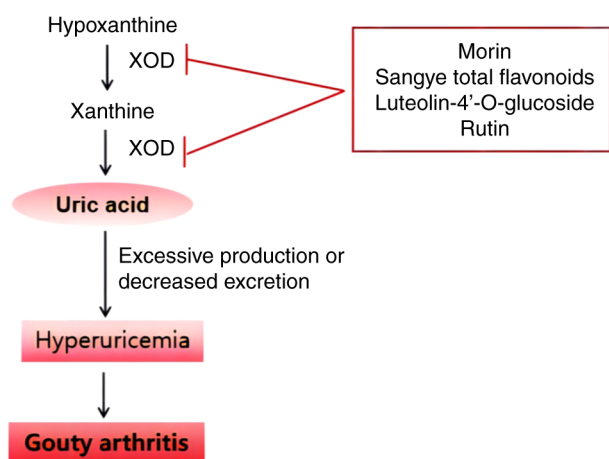 Hypoxanthine
XOD
Xanthine
XOD
Uric acid
Excessive production or
decreased excretion
Hyperuricemia
Gouty arthritis
Morin
Sangye total flavonoids
Luteolin-4'-O-glucoside
Rutin